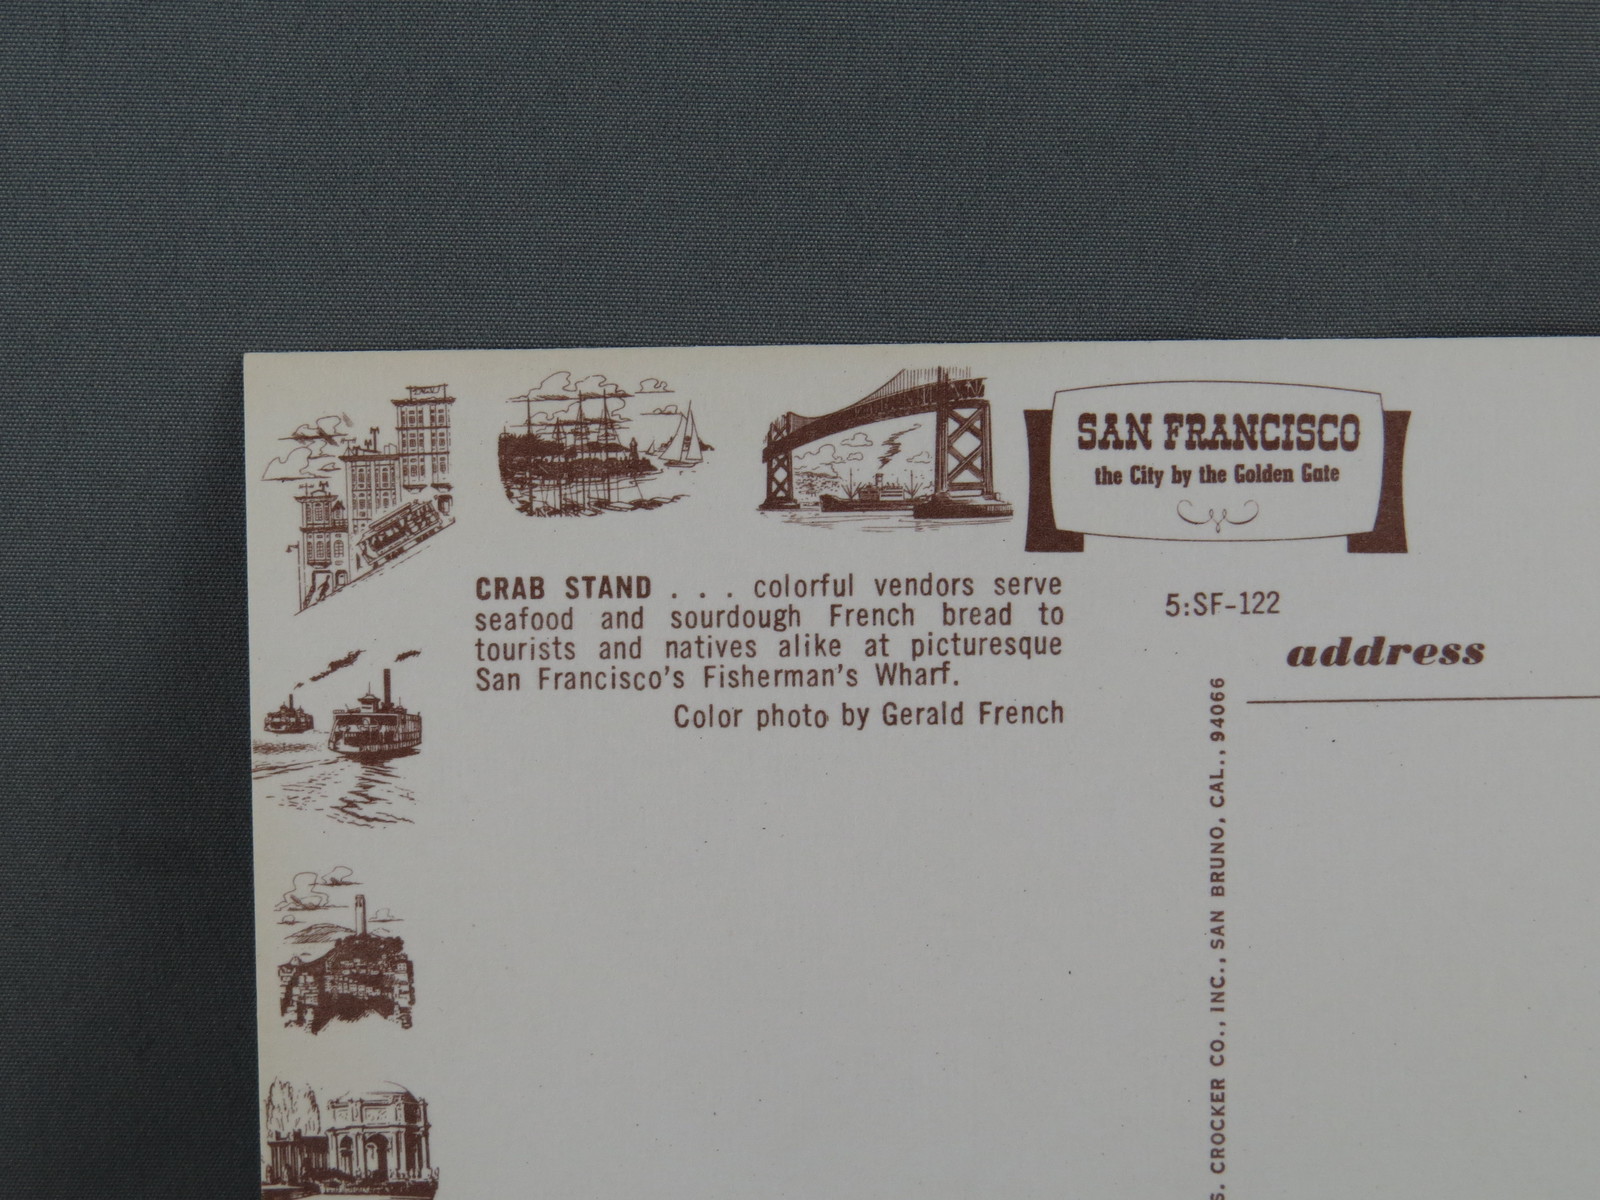 SAN FRANCISCO
the City by the Golden Gate
CRAB STAND . . . colorful vendors serve
seafood and sourdough French bread to
tourists and natives alike at picturesque
San Francisco's Fisherman's Wharf.
Color photo by Gerald French
5:SF-122
address
S. CROCKER CO., INC., SAN BRUNO, CAL., 94066